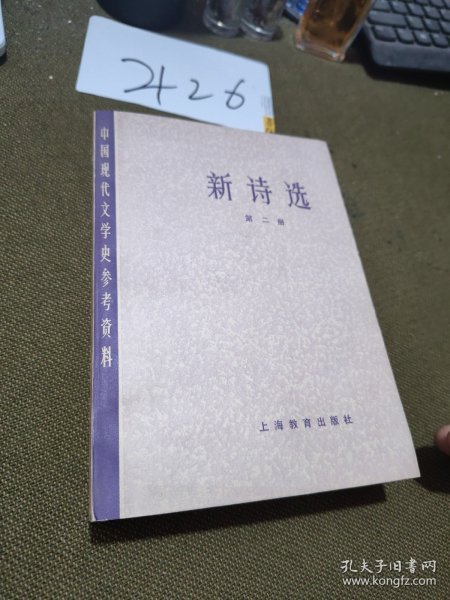 2426
中国现代文学史参考资料
新诗选
第二册
上海教育出版社
孔夫子旧书网
www.kongfz.com